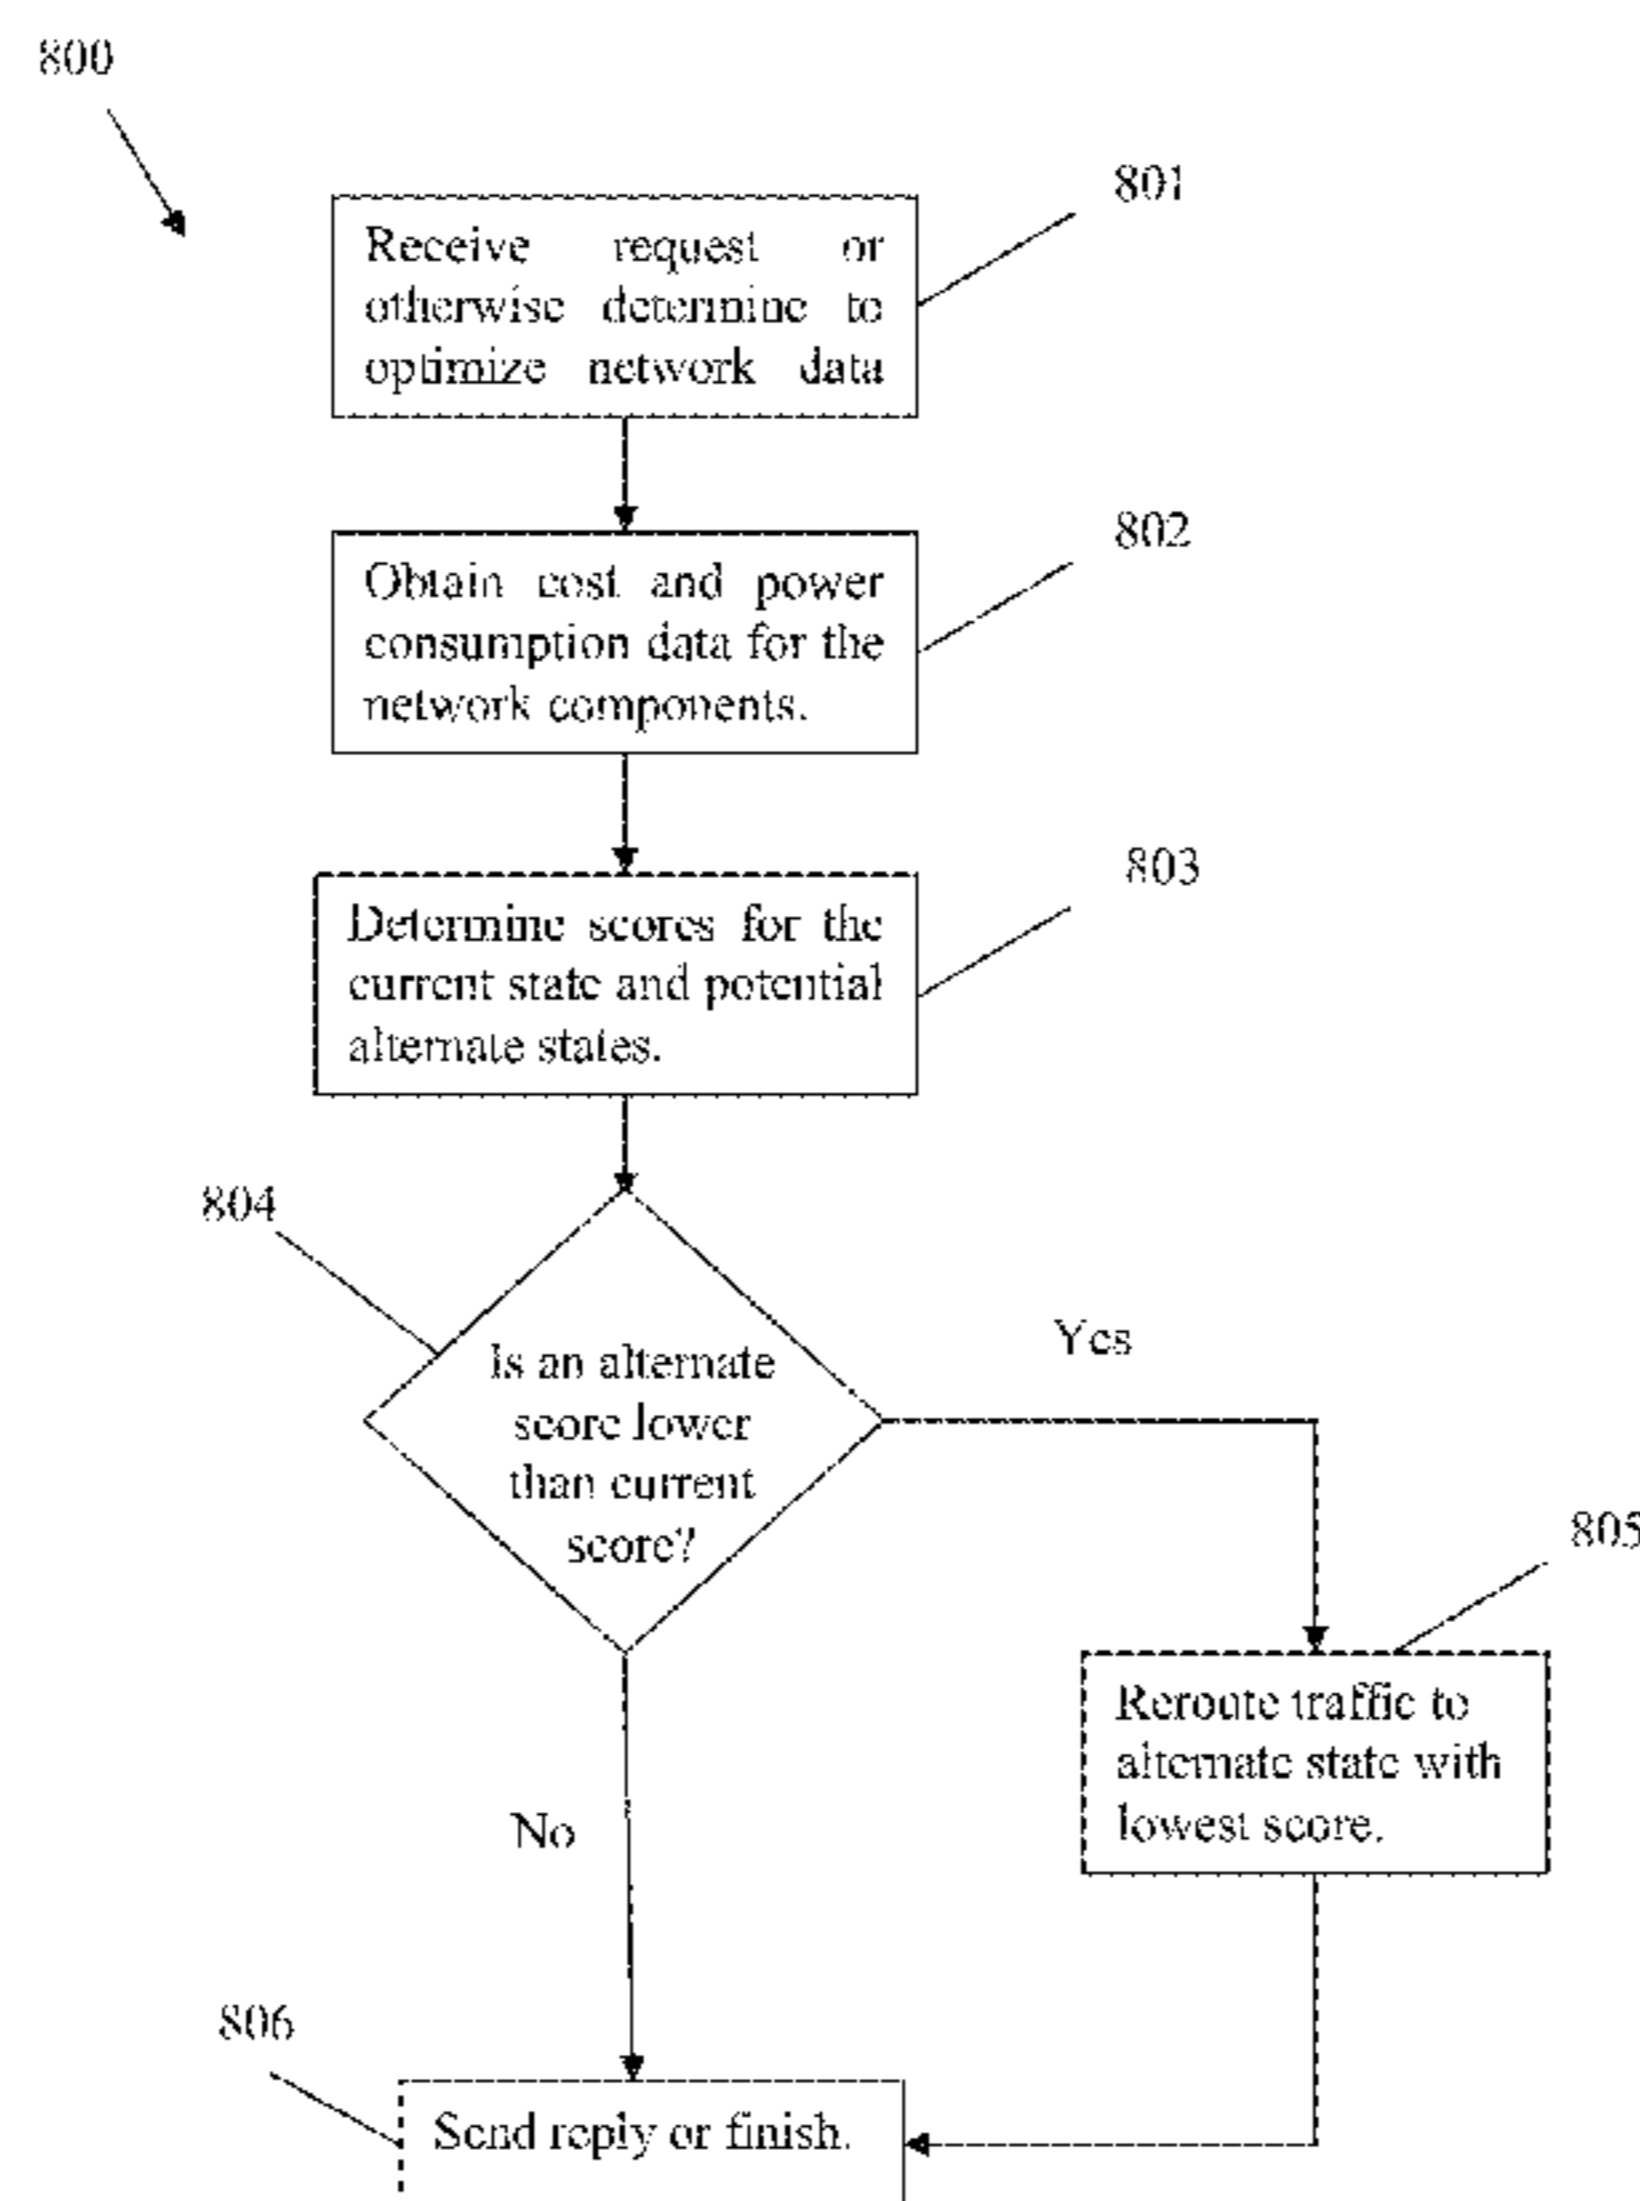 800
801
Receive request or
otherwise determine to
optimize network data
802
Obtain cost and power
consumption data for the
network components.
803
Determine scores for the
current state and potential
alternate states.
804
Is an alternate
score lower
than current
score?
Yes
805
Reroute traffic to
alternate state with
lowest score.
No
806
Send reply or finish.